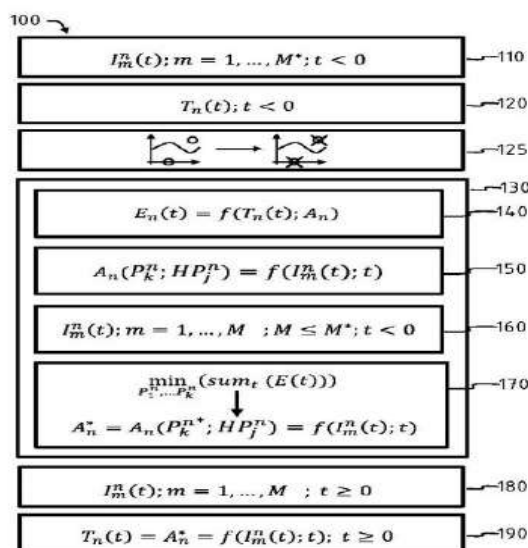 100
I_m^n(t); m = 1, ..., M*; t < 0 110
T_n(t); t < 0 120
125
130
E_n(t) = f(T_n(t); A_n) 140
A_n(P_k^n; HP_j^n) = f(I_m^n(t); t) 150
I_m^n(t); m = 1, ..., M ; M ≤ M*; t < 0 160
min_{P_1^n,...P_k^n} (sum_t (E(t))) 170
A_n^* = A_n(P_k^{n*}; HP_j^n) = f(I_m^n(t); t)
I_m^n(t); m = 1, ..., M ; t ≥ 0 180
T_n(t) = A_n^* = f(I_m^n(t); t); t ≥ 0 190